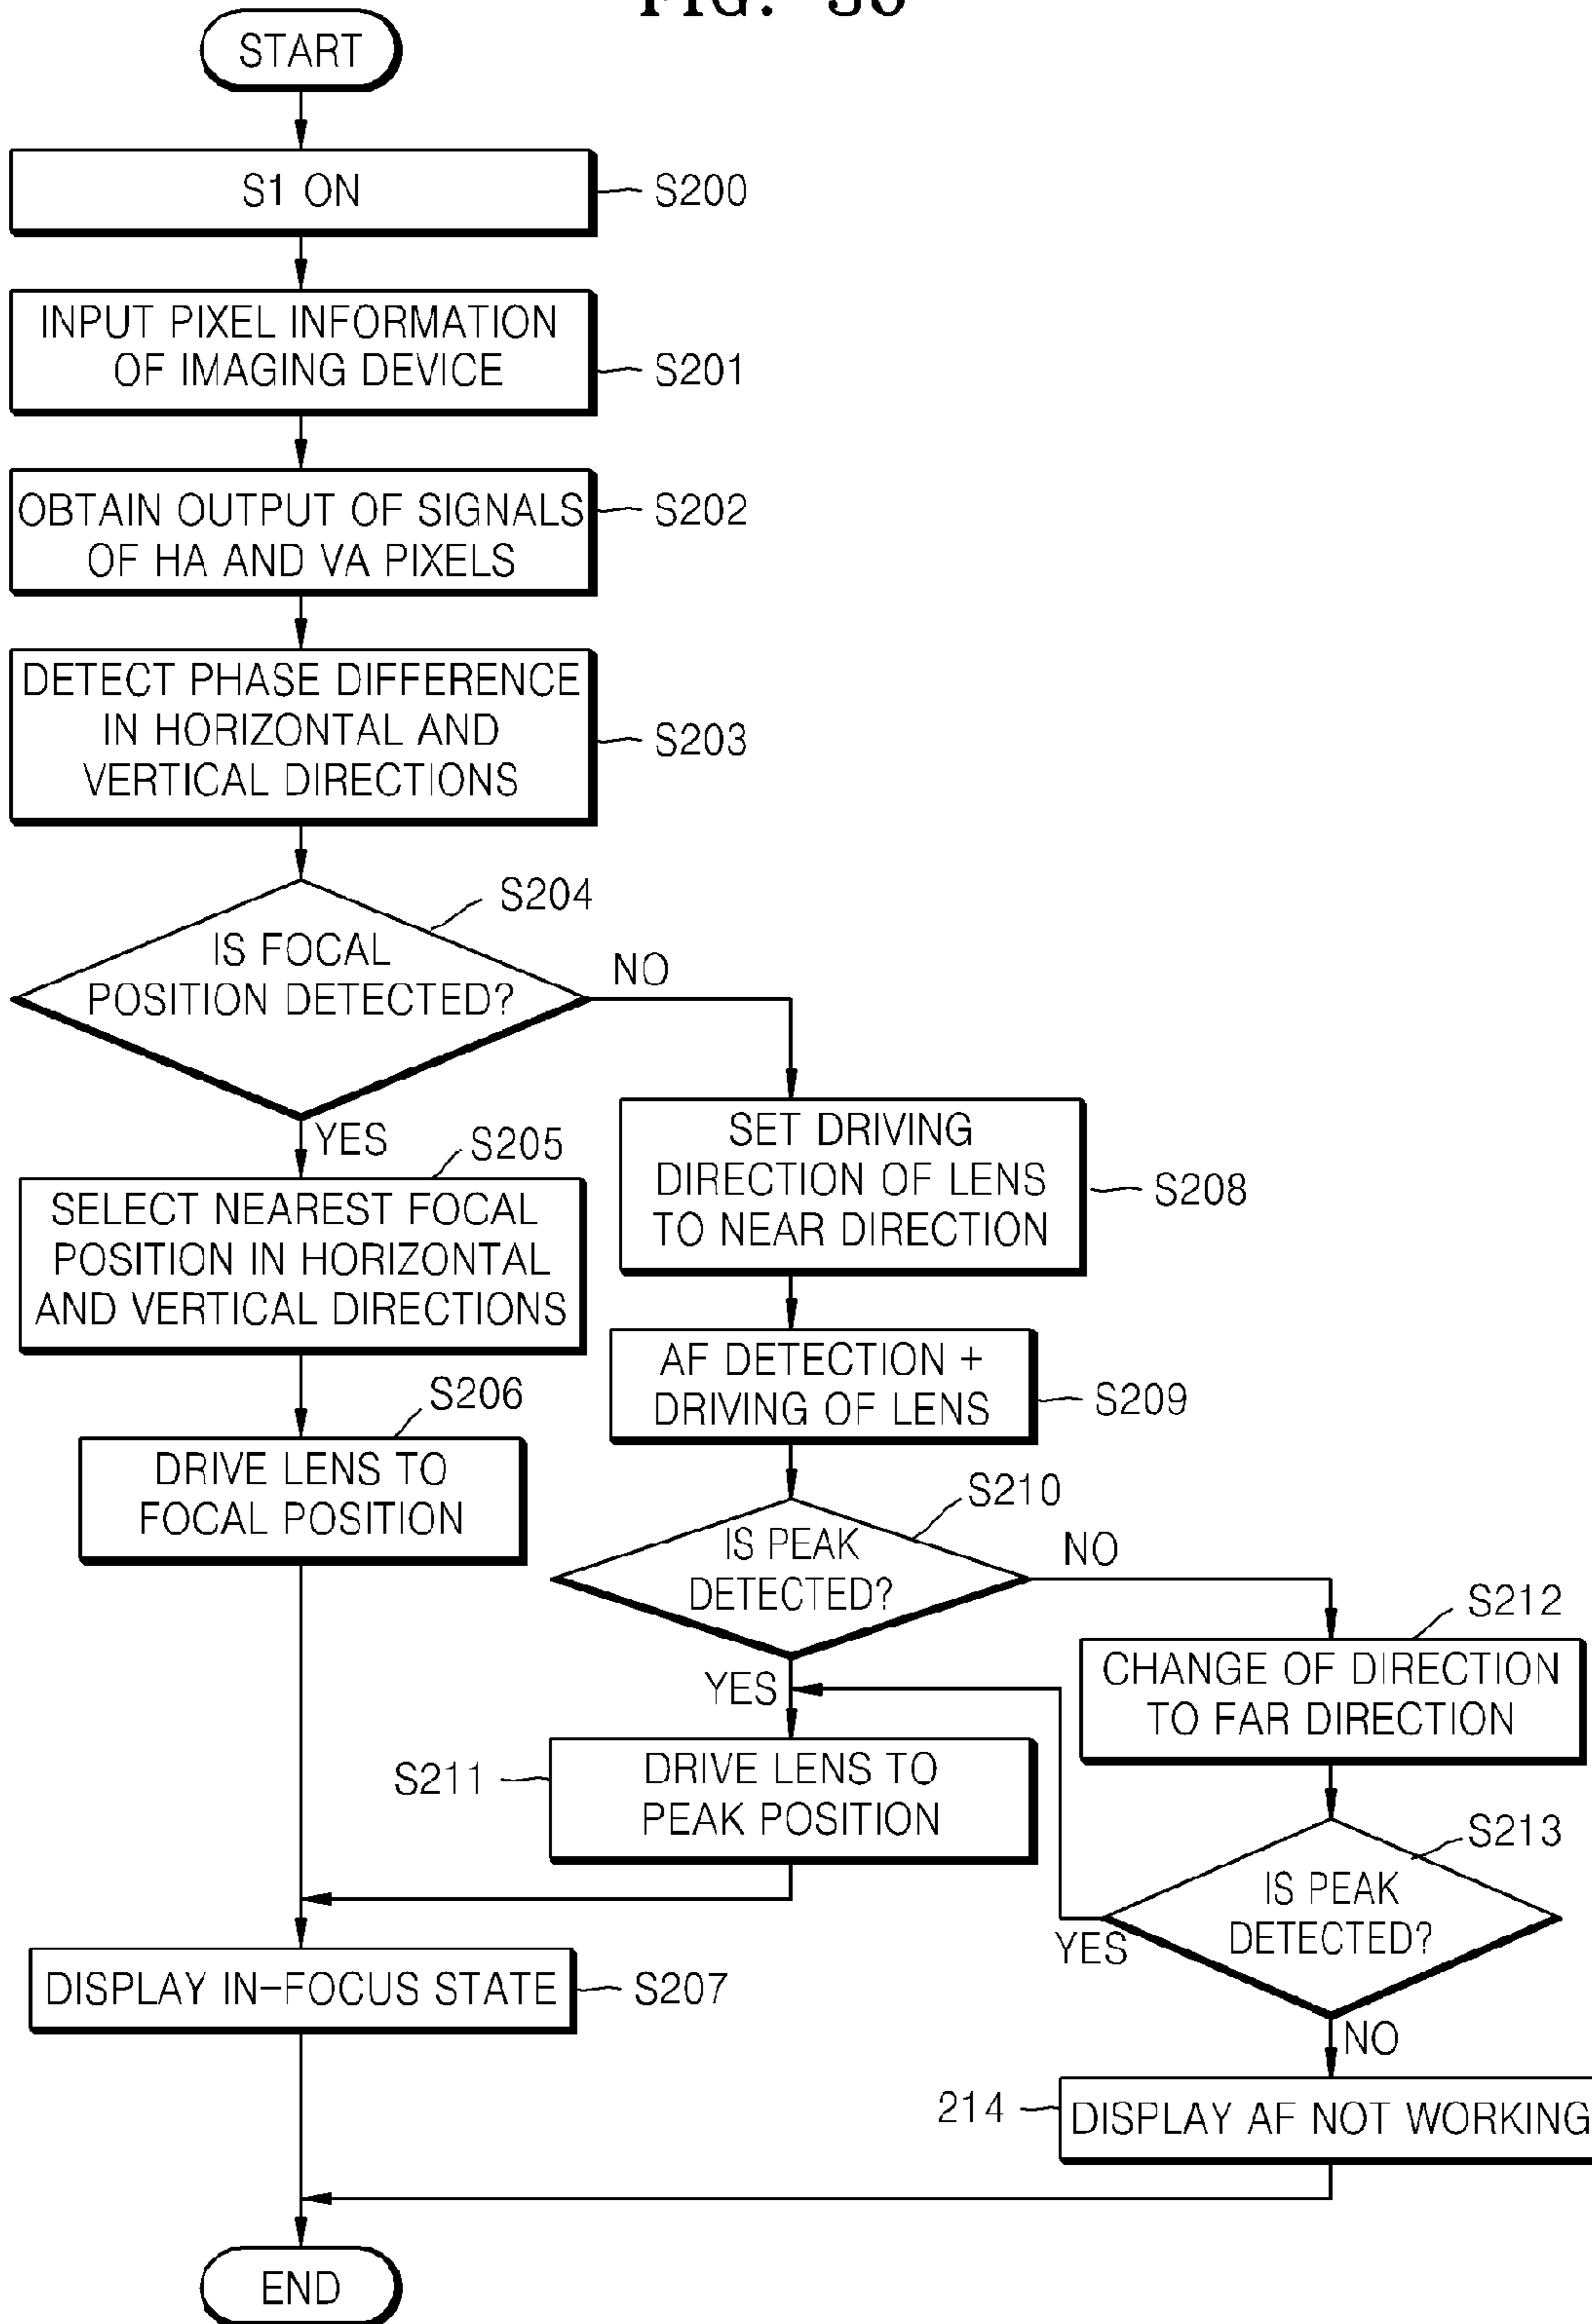 START
S1 ON
S200
INPUT PIXEL INFORMATION
OF IMAGING DEVICE
S201
OBTAIN OUTPUT OF SIGNALS
OF HA AND VA PIXELS
S202
DETECT PHASE DIFFERENCE
IN HORIZONTAL AND
VERTICAL DIRECTIONS
S203
S204
IS FOCAL
POSITION DETECTED?
NO
YES
S205
SELECT NEAREST FOCAL
POSITION IN HORIZONTAL
AND VERTICAL DIRECTIONS
S206
DRIVE LENS TO
FOCAL POSITION
SET DRIVING
DIRECTION OF LENS
TO NEAR DIRECTION
S208
AF DETECTION +
DRIVING OF LENS
S209
S210
IS PEAK
DETECTED?
NO
YES
S212
CHANGE OF DIRECTION
TO FAR DIRECTION
S211
DRIVE LENS TO
PEAK POSITION
S213
IS PEAK
DETECTED?
YES
NO
DISPLAY IN-FOCUS STATE
S207
214
DISPLAY AF NOT WORKING
END